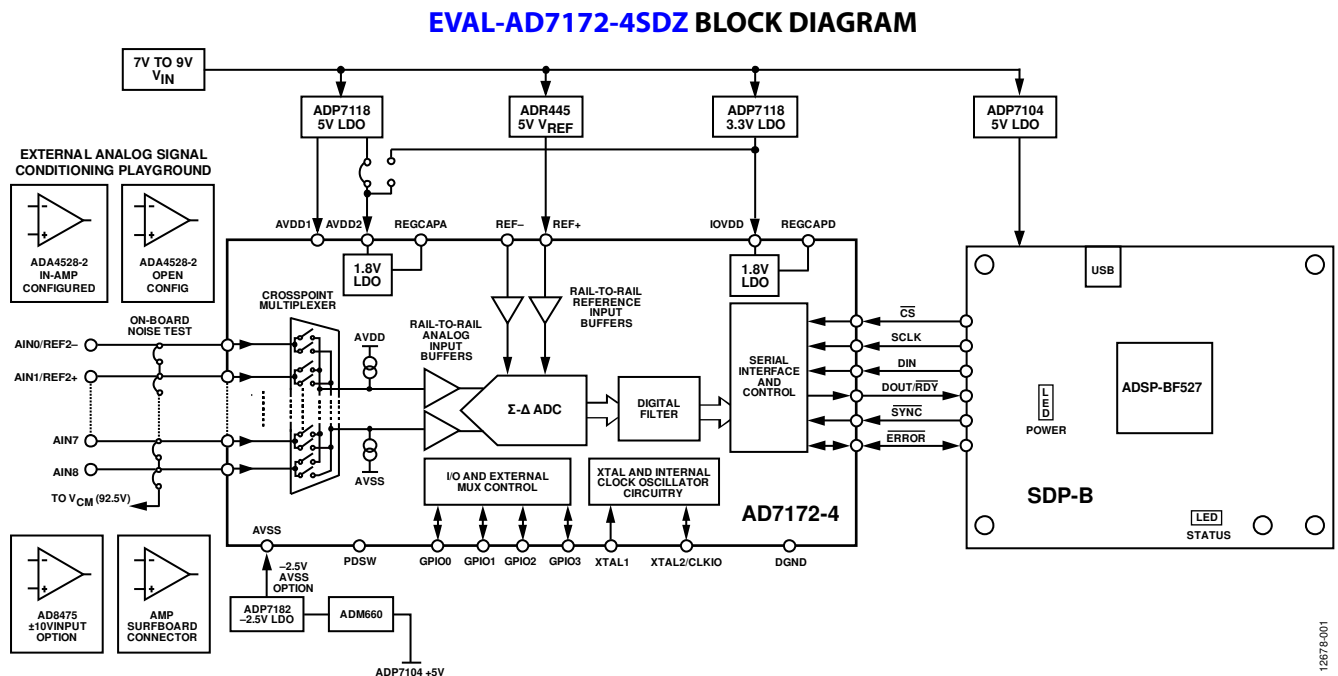 EVAL-AD7172-4SDZ BLOCK DIAGRAM
7V TO 9V
VIN
ADP7118
5V LDO
ADR445
5V VREF
ADP7118
3.3V LDO
ADP7104
5V LDO
EXTERNAL ANALOG SIGNAL
CONDITIONING PLAYGROUND
ADA4528-2
IN-AMP
CONFIGURED
ADA4528-2
OPEN
CONFIG
AVDD1
AVDD2
REGCAPA
REF–
REF+
IOVDD
REGCAPD
1.8V
LDO
1.8V
LDO
CROSSPOINT
MULTIPLEXER
RAIL-TO-RAIL
REFERENCE
INPUT
BUFFERS
RAIL-TO-RAIL
ANALOG
INPUT
BUFFERS
ON-BOARD
NOISE TEST
AIN0/REF2–
AIN1/REF2+
AIN7
AIN8
TO VCM (92.5V)
AVDD
AVSS
Σ-Δ ADC
DIGITAL
FILTER
SERIAL
INTERFACE
AND
CONTROL
CS
SCLK
DIN
DOUT/RDY
SYNC
ERROR
USB
ADSP-BF527
LED
POWER
SDP-B
LED
STATUS
I/O AND EXTERNAL
MUX CONTROL
XTAL AND INTERNAL
CLOCK OSCILLATOR
CIRCUITRY
AD7172-4
AVSS
PDSW
GPIO0
GPIO1
GPIO2
GPIO3
XTAL1
XTAL2/CLKIO
DGND
–2.5V
AVSS
OPTION
ADP7182
–2.5V LDO
ADM660
ADP7104 +5V
AD8475
±10VINPUT
OPTION
AMP
SURFBOARD
CONNECTOR
12678-001
- + - + - + - +